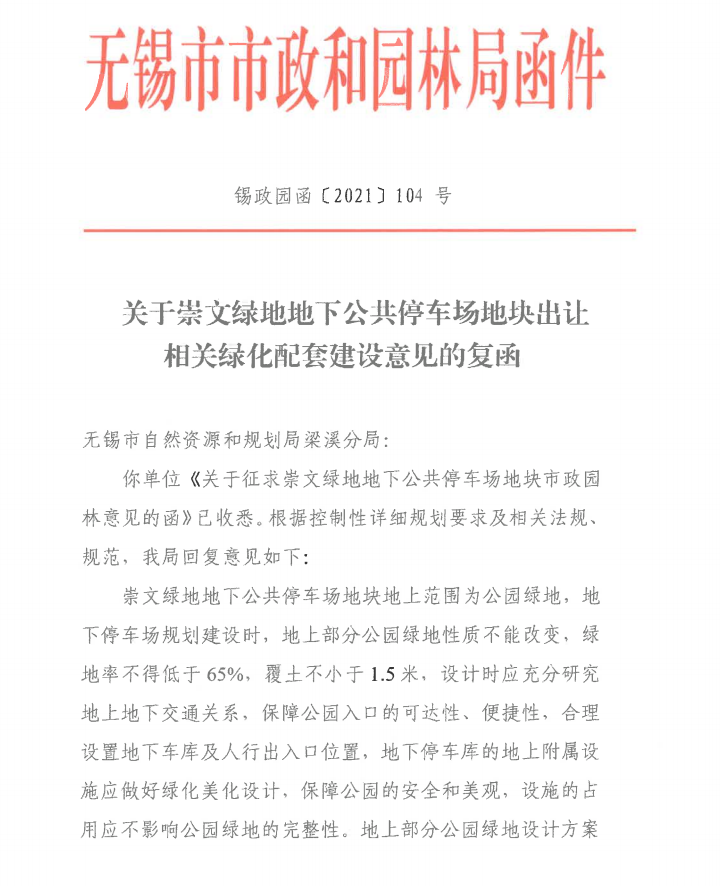 无锡市市政和园林局函件
锡政园函〔2021〕104 号
关于崇文绿地地下公共停车场地块出让
相关绿化配套建设意见的复函
无锡市自然资源和规划局梁溪分局：
你单位《关于征求崇文绿地地下公共停车场地块市政园
林意见的函》已收悉。根据控制性详细规划要求及相关法规、
规范，我局回复意见如下：
崇文绿地地下公共停车场地块地上范围为公园绿地，地
下停车场规划建设时，地上部分公园绿地性质不能改变，绿
地率不得低于 65%，覆土不小于 1.5 米，设计时应充分研究
地上地下交通关系，保障公园入口的可达性、便捷性，合理
设置地下车库及人行出入口位置，地下停车库的地上附属设
施应做好绿化美化设计，保障公园的安全和美观，设施的占
用应不影响公园绿地的完整性。地上部分公园绿地设计方案